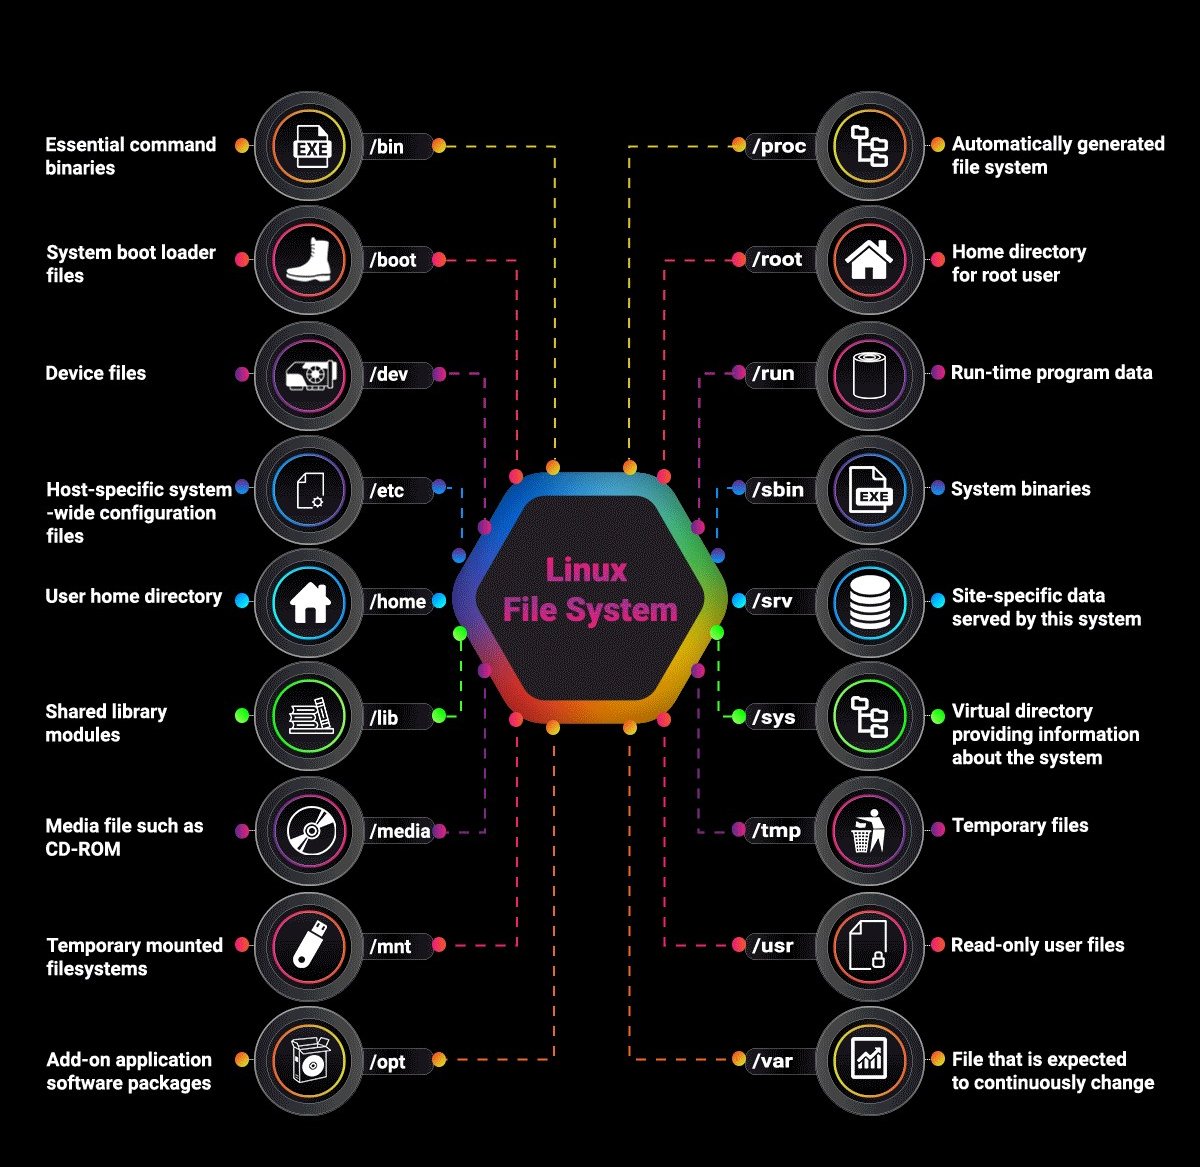 Essential command
binaries
EXE
/bin
System boot loader
files
/boot
Device files
/dev
Host-specific system
-wide configuration
files
/etc
User home directory
/home
Shared library
modules
/lib
Media file such as
CD-ROM
/media
Temporary mounted
filesystems
/mnt
Add-on application
software packages
/opt
Linux
File System
/proc
Automatically generated
file system
/root
Home directory
for root user
/run
Run-time program data
/sbin
EXE
System binaries
/srv
Site-specific data
served by this system
/sys
Virtual directory
providing information
about the system
/tmp
Temporary files
/usr
Read-only user files
/var
File that is expected
to continuously change